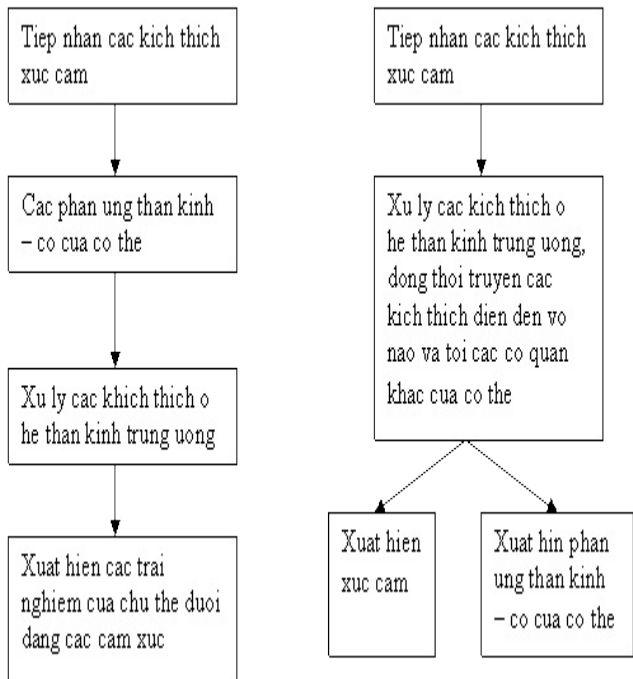 Tiep nhan cac kich thich
xuc cam
Cac phan ung than kinh
– co cua co the
Xu ly cac khich thich o
he than kinh trung uong
Xuat hien cac trai
nghiem cua chu the duoi
dang cac cam xuc
Tiep nhan cac kich thich
xuc cam
Xu ly cac kich thich o
he than kinh trung uong,
dong thoi truyen cac
kich thich dien den vo
nao va toi cac co quan
khac cua co the
Xuat hien
xuc cam
Xuat hin phan
ung than kinh
– co cua co the